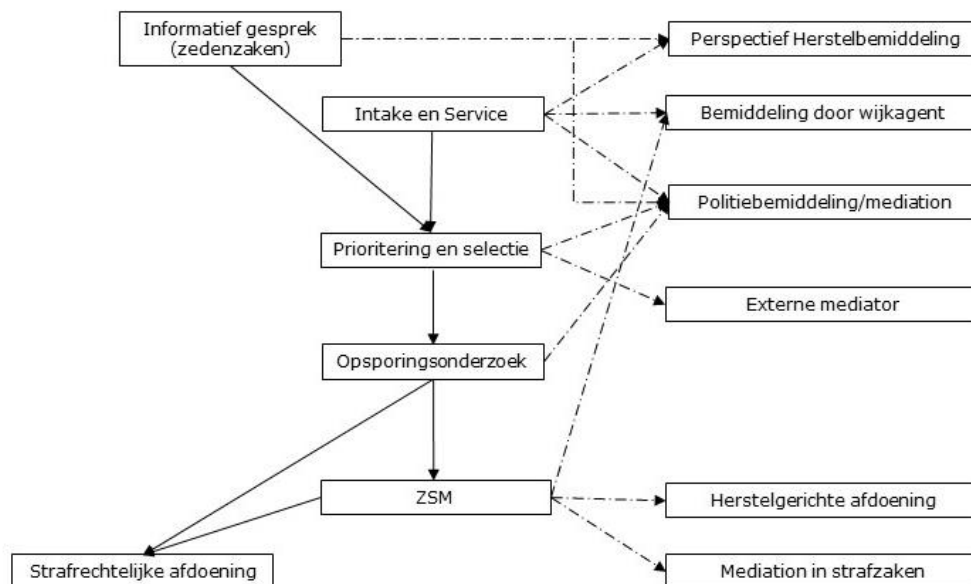 Informatief gesprek
(zedenzaken)
Perspectief Herstelbemiddeling
Intake en Service
Bemiddeling door wijkagent
Politiebemiddeling/mediation
Prioritering en selectie
Externe mediator
Opsporingsonderzoek
ZSM
Herstelgerichte afdoening
Strafrechtelijke afdoening
Mediation in strafzaken